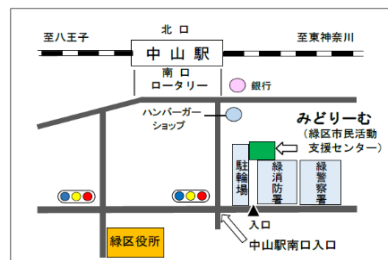 北 口
至八王子
至東神奈川
中 山 駅
南 口
ロータリー
銀行
ハンバーガー
ショップ
みどりーむ
(緑区市民活動
支援センター)
駐輪場
緑消防署
緑警察署
入口
緑区役所
中山駅南口入口